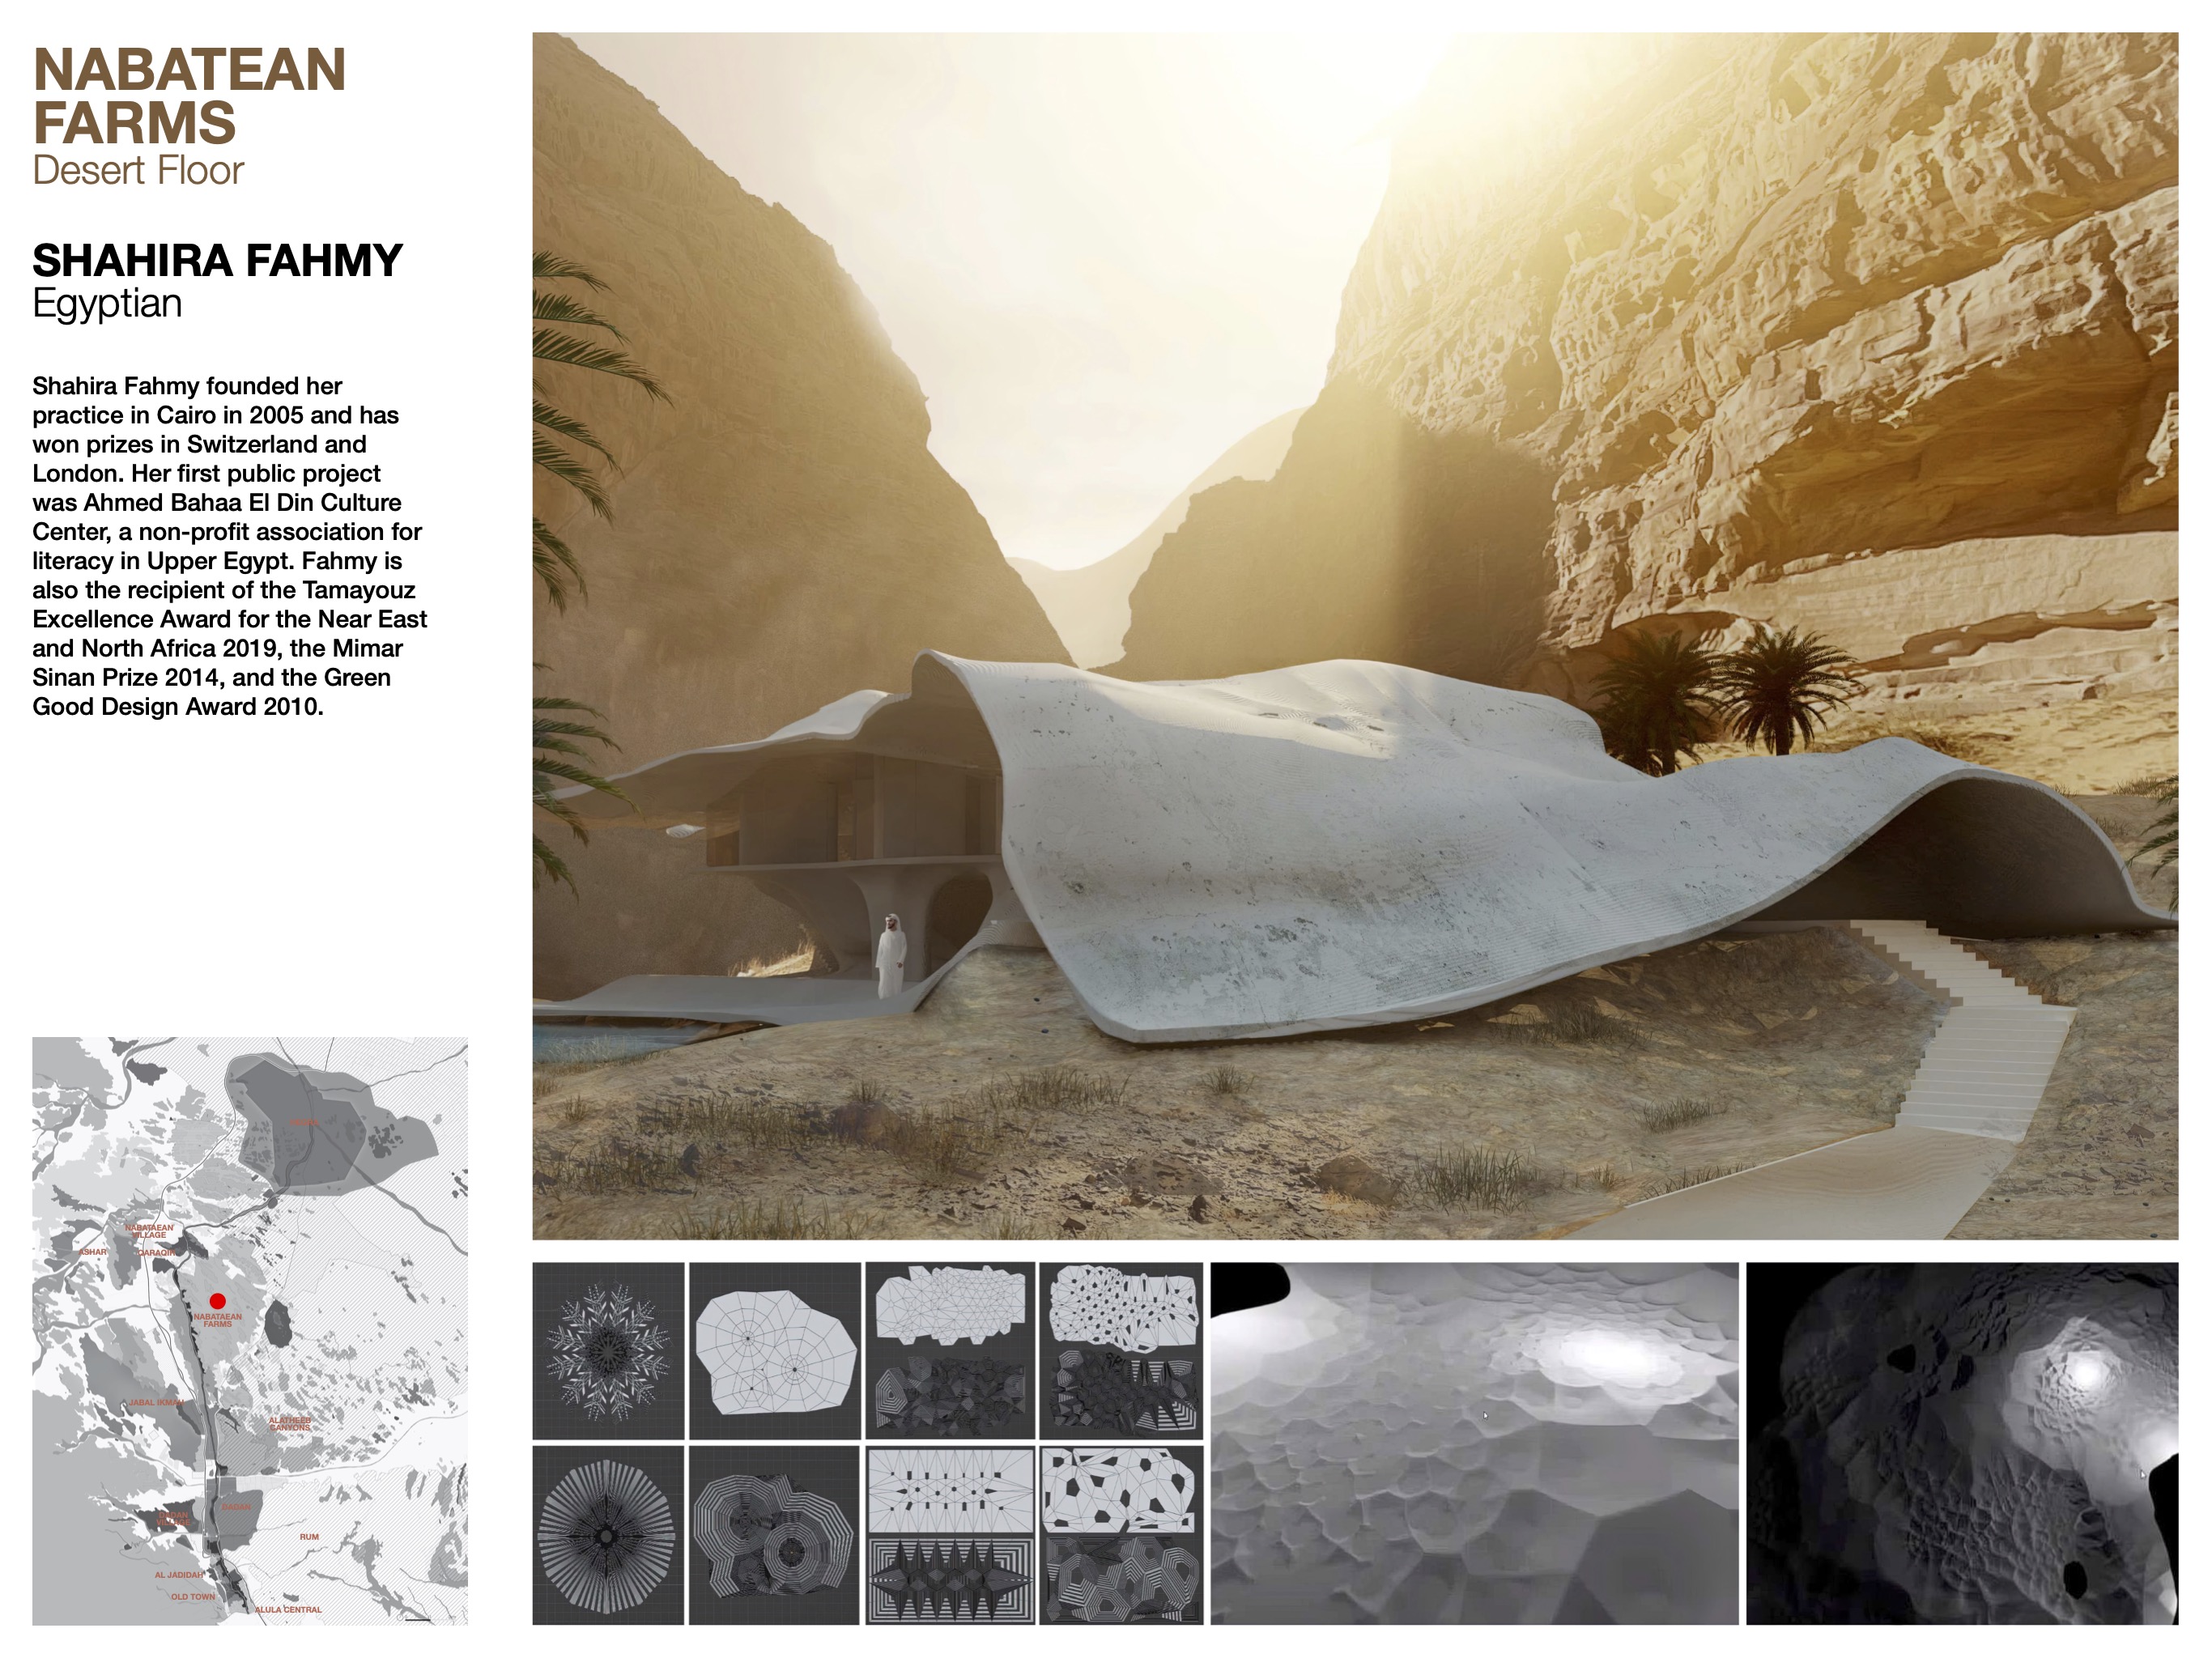 NABATEAN
FARMS
Desert Floor
SHAHIRA FAHMY
Egyptian
Shahira Fahmy founded her
practice in Cairo in 2005 and has
won prizes in Switzerland and
London. Her first public project
was Ahmed Bahaa El Din Culture
Center, a non-profit association for
literacy in Upper Egypt. Fahmy is
also the recipient of the Tamayouz
Excellence Award for the Near East
and North Africa 2019, the Mimar
Sinan Prize 2014, and the Green
Good Design Award 2010.
NABATAEAN
VILLAGE
ASHAR
QARAQIR
NABATAEAN
FARMS
JABAL IKMAH
ALATHEEB
CANYONS
DADAN
DADAN
VILLAGE
RUM
AL JADIDAH
OLD TOWN
ALULA CENTRAL